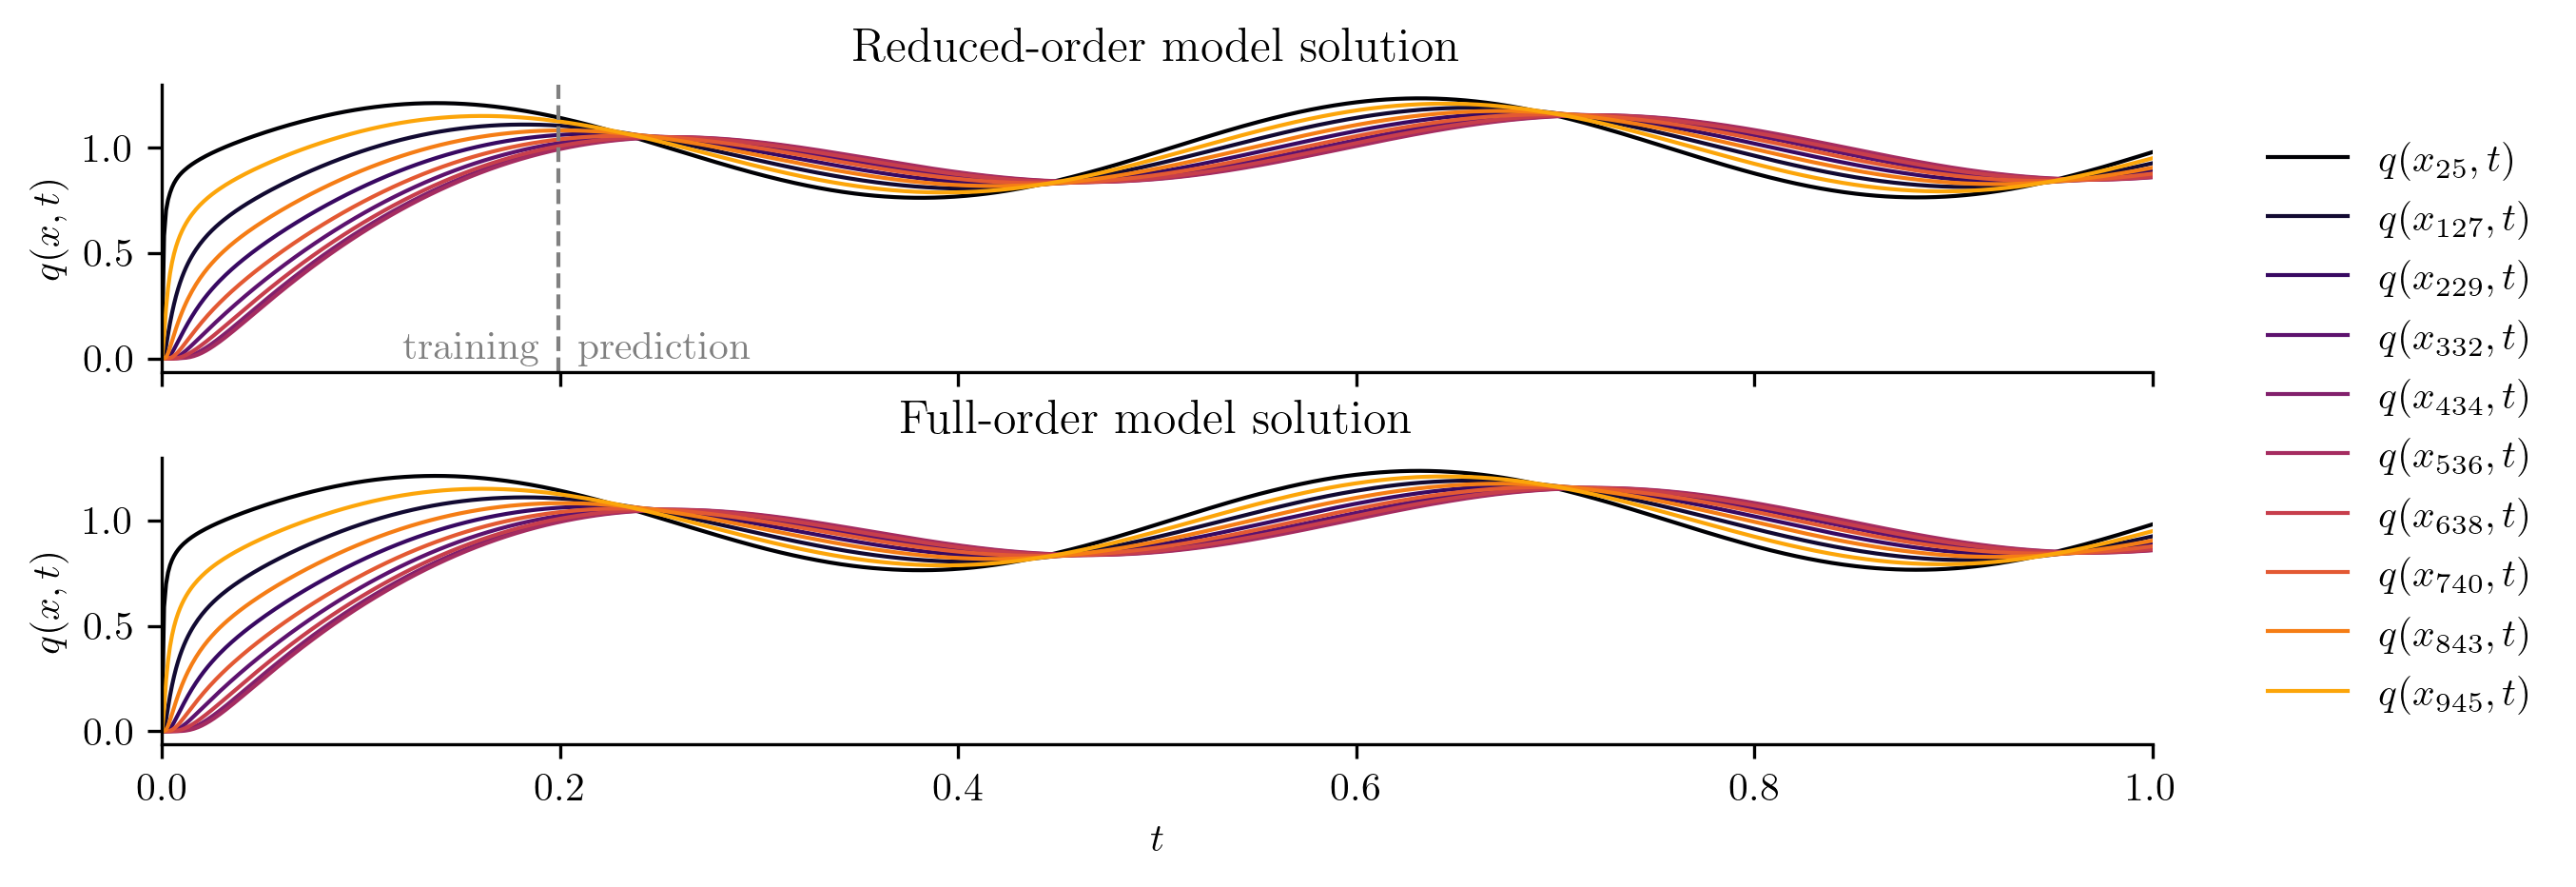 Reduced-order model solution
q(x, t)
1.0
0.5
0.0
training
prediction
Full-order model solution
q(x, t)
1.0
0.5
0.0
0.0 0.2 0.4 0.6 0.8 1.0
t
q(x₂₅, t)
q(x₁₂₇, t)
q(x₂₂₉, t)
q(x₃₃₂, t)
q(x₄₃₄, t)
q(x₅₃₆, t)
q(x₆₃₈, t)
q(x₇₄₀, t)
q(x₈₄₃, t)
q(x₉₄₅, t)